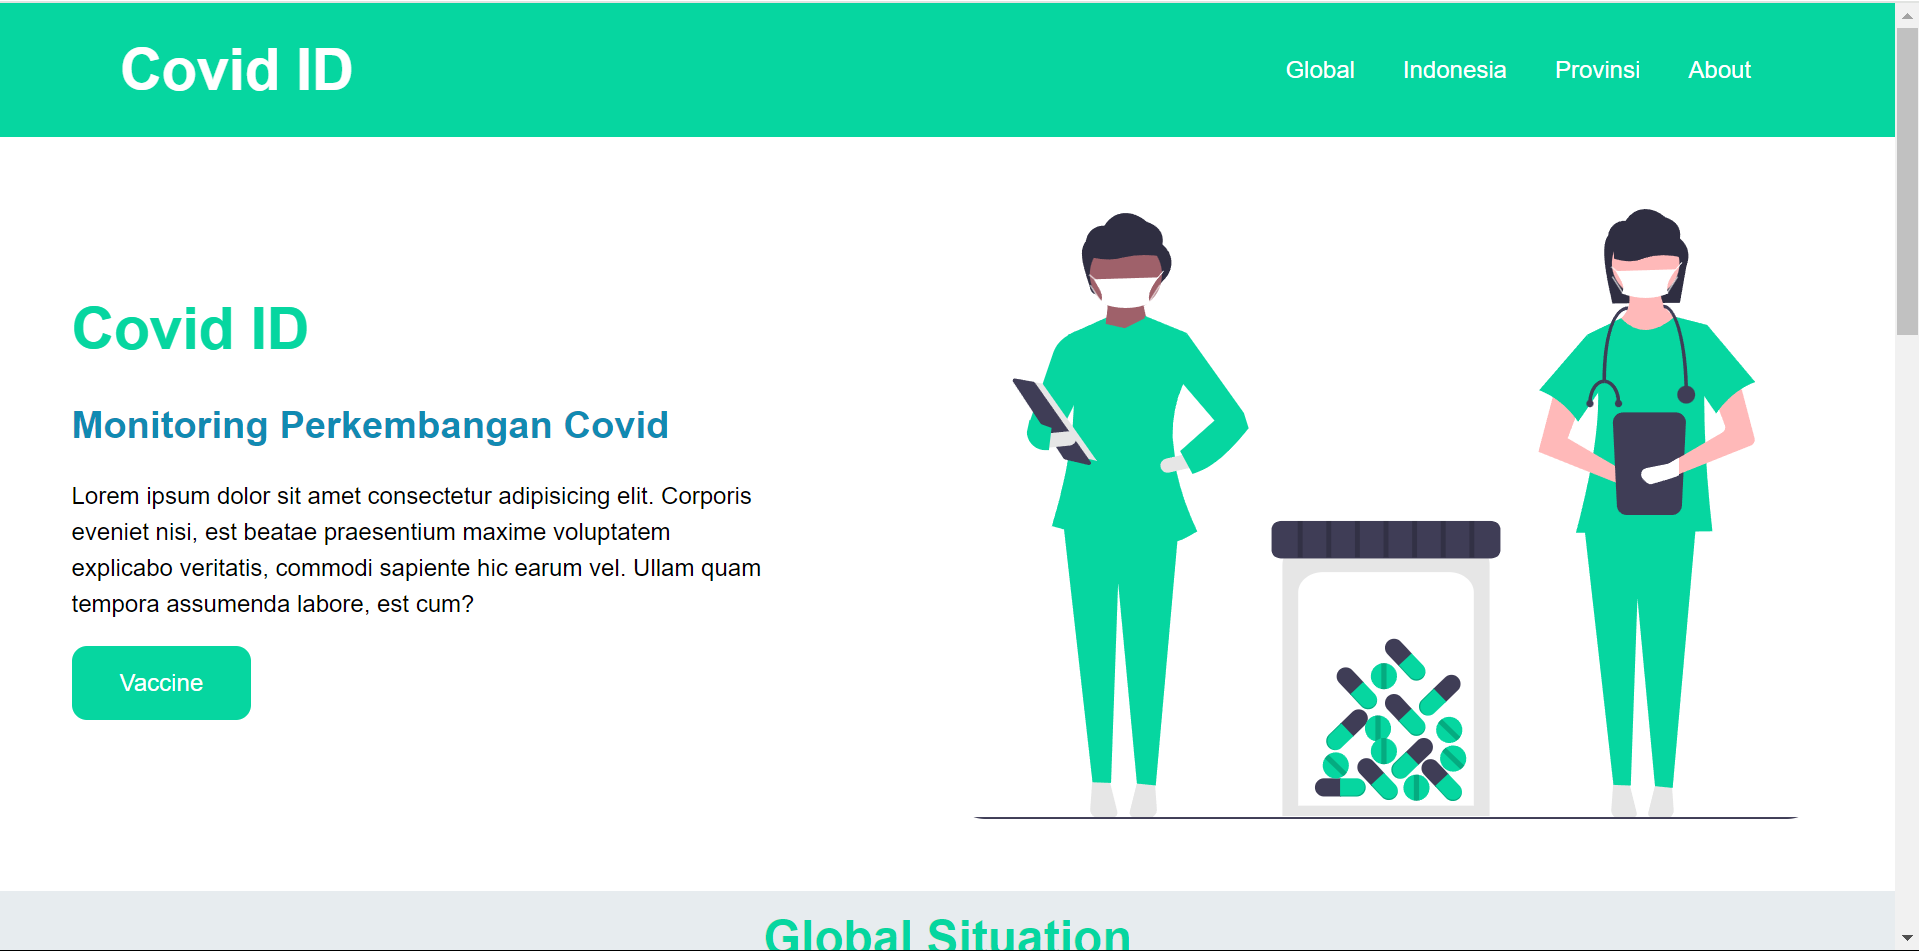 Covid ID
Global Indonesia Provinsi About
Covid ID
Monitoring Perkembangan Covid
Lorem ipsum dolor sit amet consectetur adipisicing elit. Corporis
eveniet nisi, est beatae praesentium maxime voluptatem
explicabo veritatis, commodi sapiente hic earum vel. Ullam quam
tempora assumenda labore, est cum?
Vaccine
Global Situation